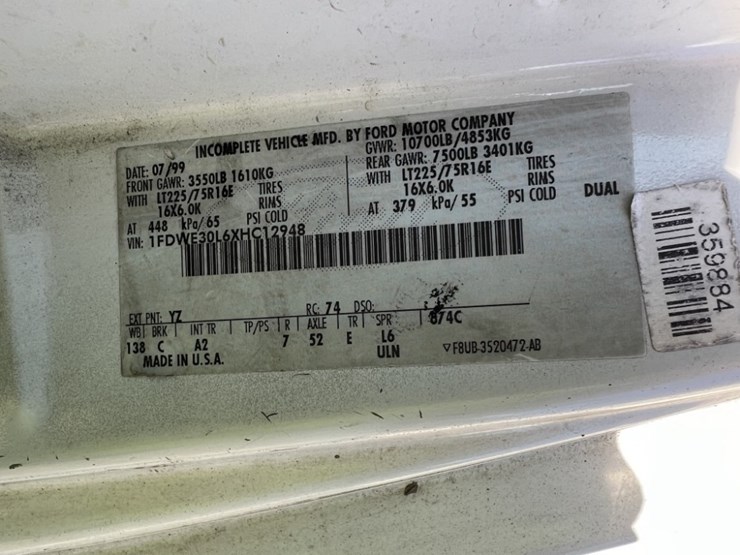 INCOMPLETE VEHICLE MFD. BY FORD MOTOR COMPANY
DATE: 07/99 GVWR: 10700LB/4853KG
FRONT GAWR: 3550LB 1610KG REAR GAWR: 7500LB 3401KG
WITH LT225/75R16E TIRES WITH LT225/75R16E TIRES
16X6.0K RIMS 16X6.0K RIMS DUAL
AT 448 kPa/65 PSI COLD AT 379 kPa/55 PSI COLD
VIN: 1FDWE30L6XHC12948
EXT PNT: YZ RC: 74 DSO:
WB BRK INT TR TP/PS R AXLE TR SPR 874C
138 C A2 7 52 E L6
ULN
MADE IN U.S.A. F8UB-3520472-AB
359884